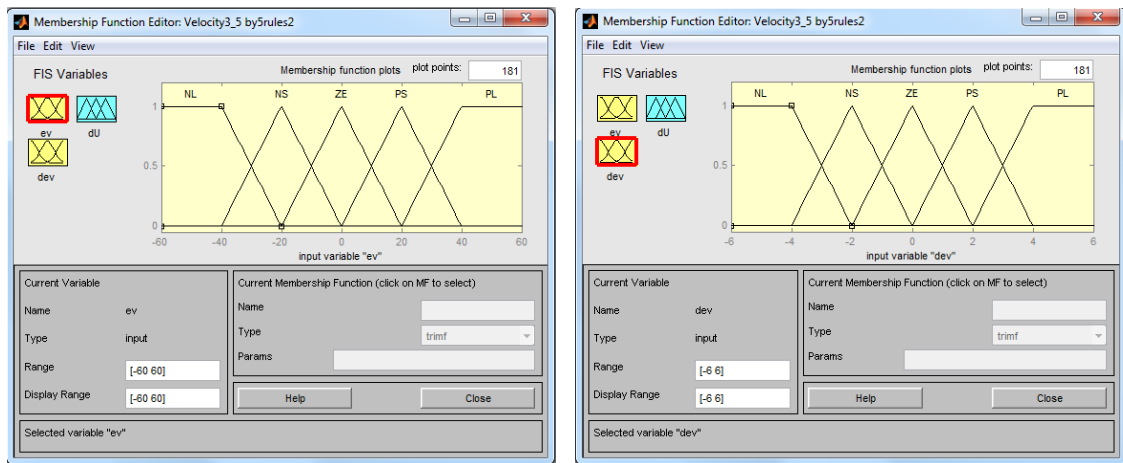 Membership Function Editor: Velocity3_5 by5rules2
File Edit View
FIS Variables
Membership function plots plot points: 181
NL NS ZE PS PL
ev dU
dev
1
0.5
0
-60 -40 -20 0 20 40 60
input variable "ev"
Current Variable
Name ev
Type input
Range [-60 60]
Display Range [-60 60]
Current Membership Function (click on MF to select)
Name
Type trimf
Params
Help Close
Selected variable "ev"
Membership Function Editor: Velocity3_5 by5rules2
File Edit View
FIS Variables
Membership function plots plot points: 181
NL NS ZE PS PL
ev dU
dev
1
0.5
0
-6 -4 -2 0 2 4 6
input variable "dev"
Current Variable
Name dev
Type input
Range [-6 6]
Display Range [-6 6]
Current Membership Function (click on MF to select)
Name
Type trimf
Params
Help Close
Selected variable "dev"